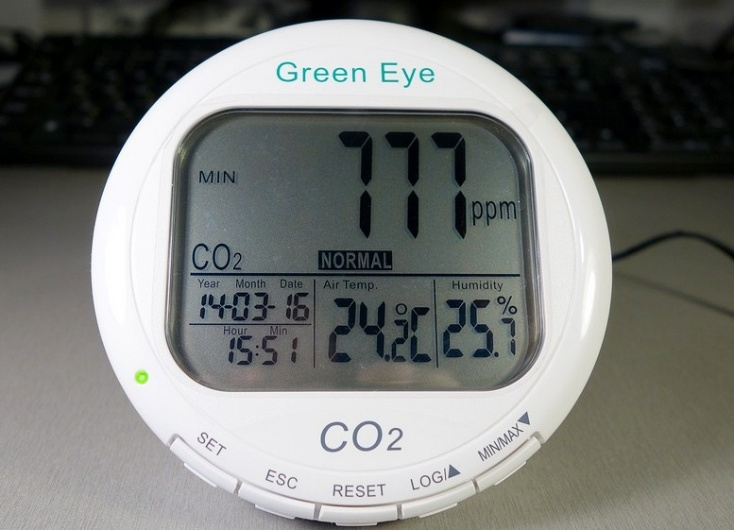 Green Eye
MIN
777 ppm
CO2
NORMAL
Year Month Date
14-03-16
Hour Min
15:51
Air Temp.
24.2°C
Humidity
25.7%
CO2
SET
ESC
RESET
LOG/▲
MIN/MAX▼